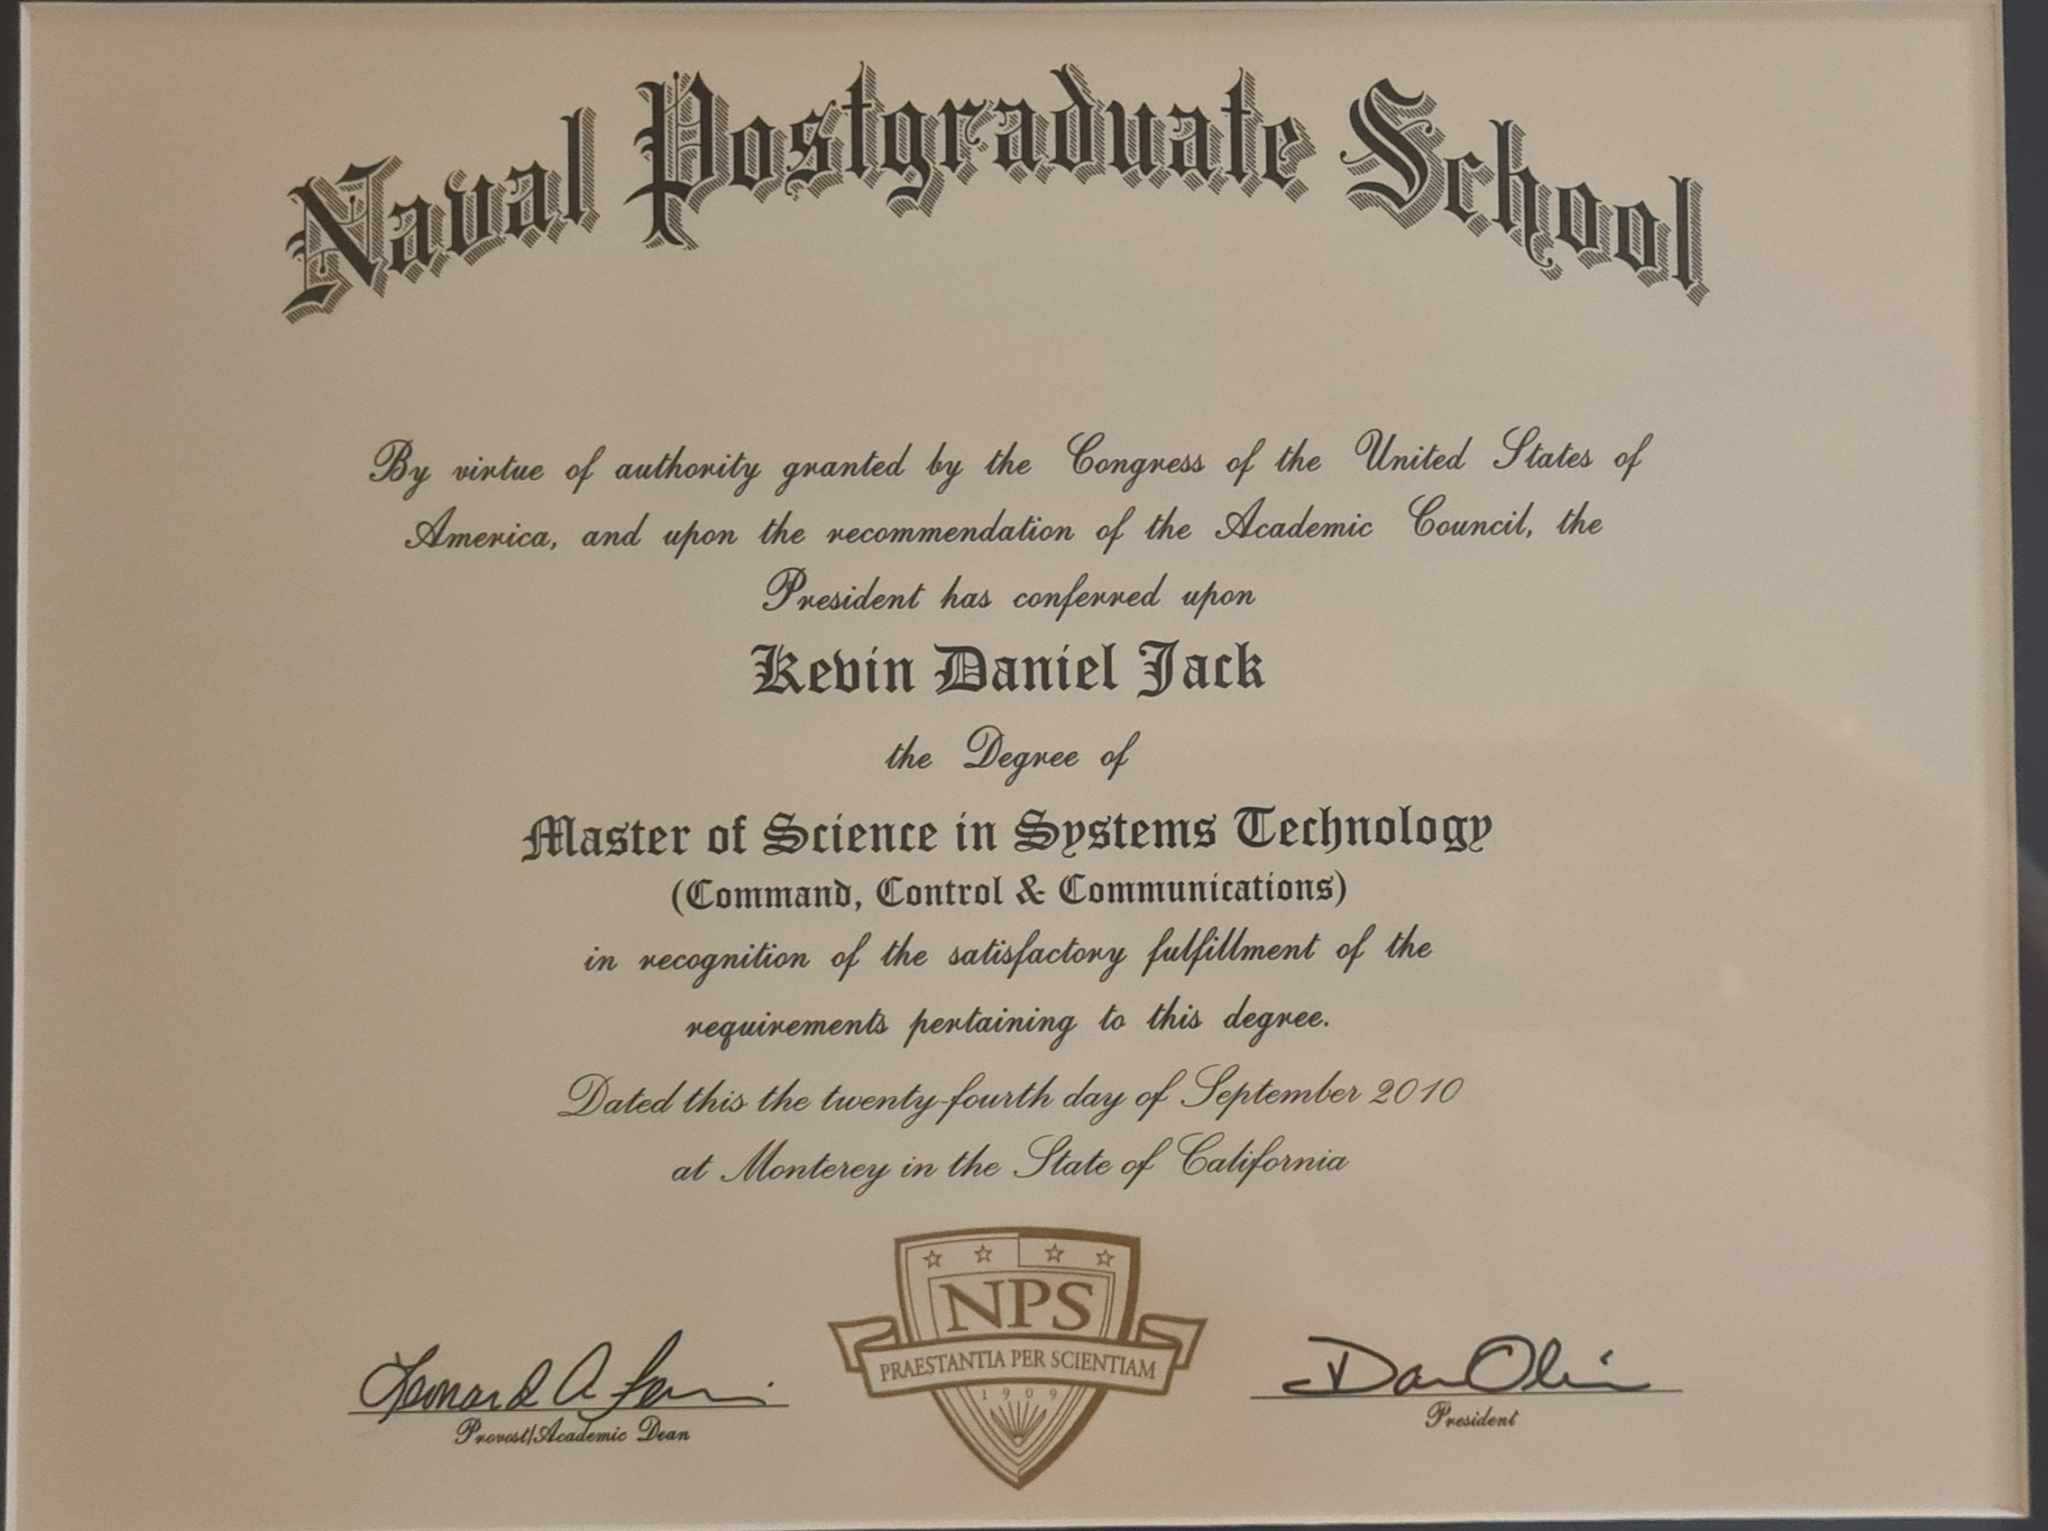 Naval Postgraduate School
By virtue of authority granted by the Congress of the United States of
America, and upon the recommendation of the Academic Council, the
President has conferred upon
Kevin Daniel Jack
the Degree of
Master of Science in Systems Technology
(Command, Control & Communications)
in recognition of the satisfactory fulfillment of the
requirements pertaining to this degree.
Dated this the twenty-fourth day of September 2010
at Monterey in the State of California
NPS
PRAESTANTIA PER SCIENTIAM
1909
Leonard A
Provost/Academic Dean
Dan
President